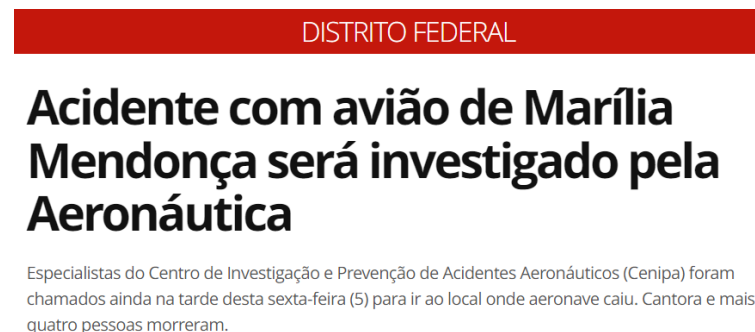 DISTRITO FEDERAL
Acidente com avião de Marília
Mendonça será investigado pela
Aeronáutica
Especialistas do Centro de Investigação e Prevenção de Acidentes Aeronáuticos (Cenipa) foram
chamados ainda na tarde desta sexta-feira (5) para ir ao local onde aeronave caiu. Cantora e mais
quatro pessoas morreram.